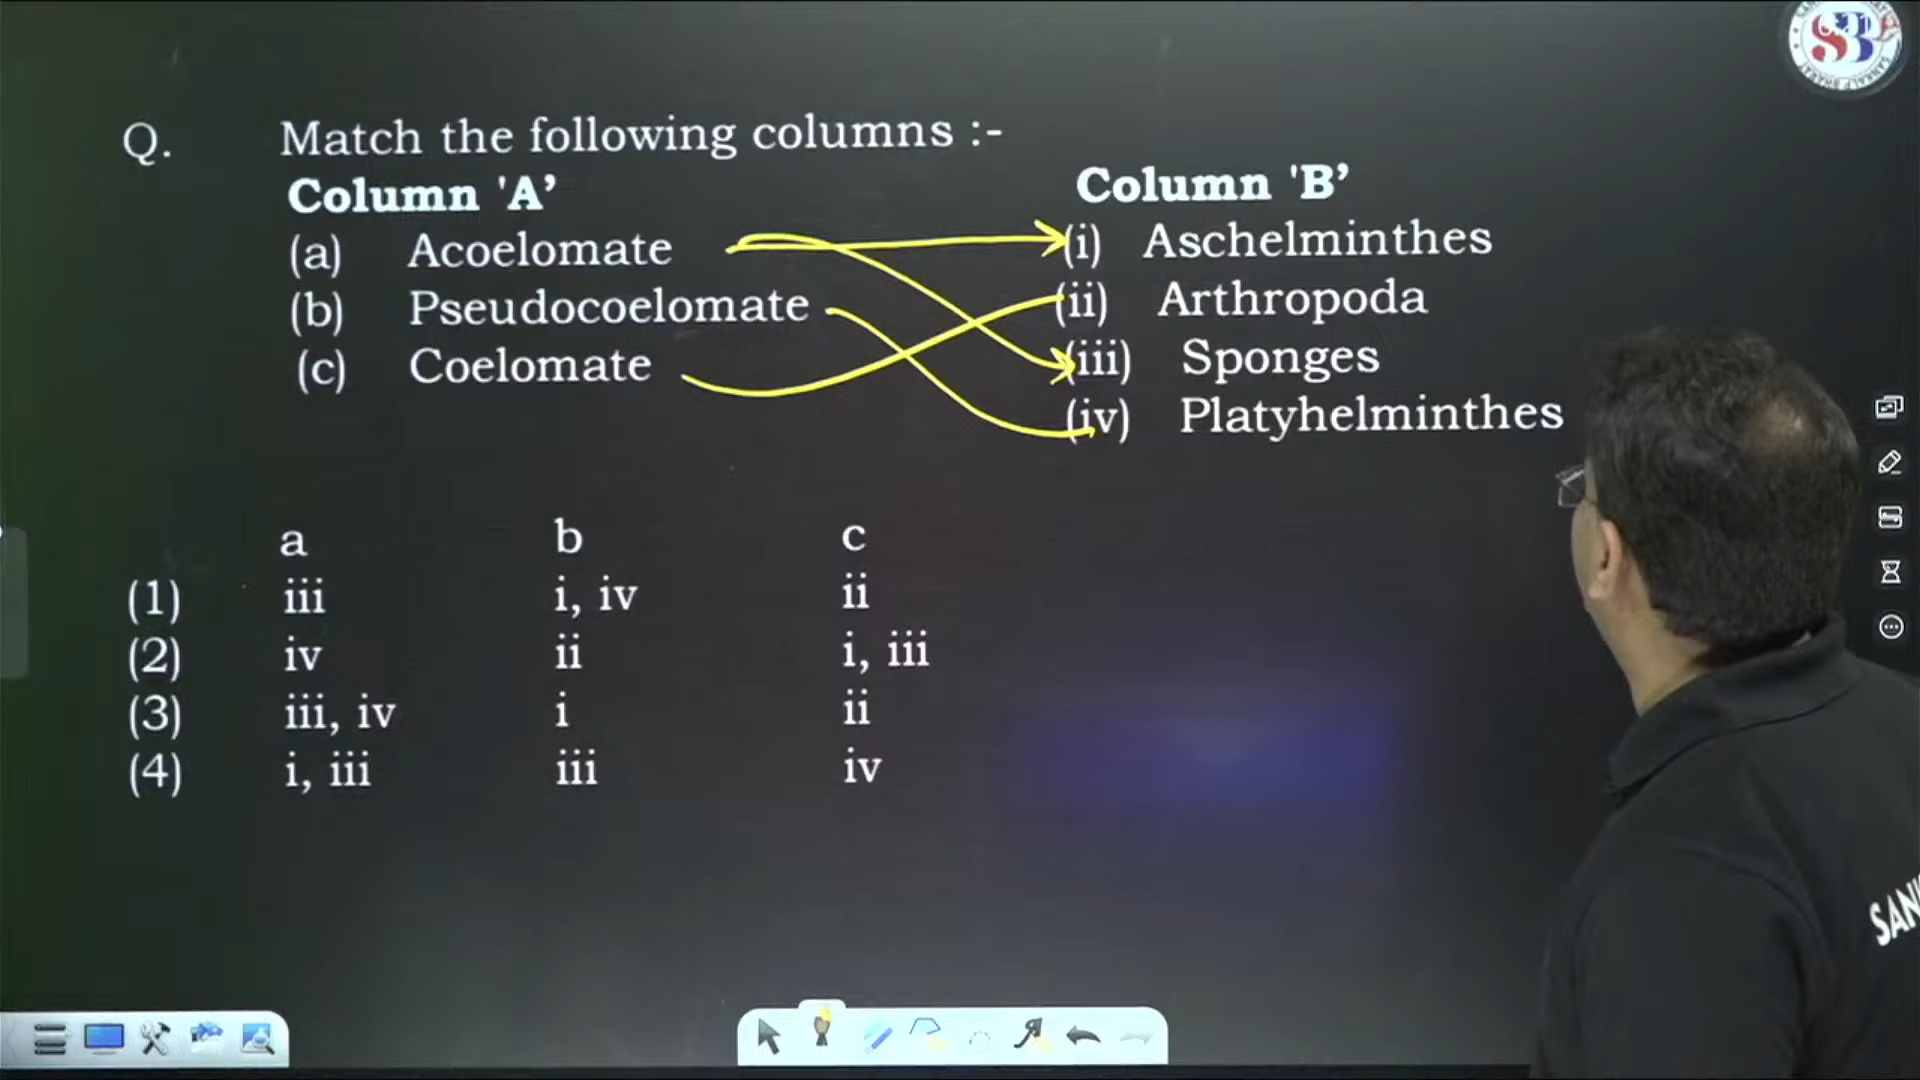 SB
Q. Match the following columns :-
Column 'A’ Column 'B’
(a) Acoelomate (i) Aschelminthes
(b) Pseudocoelomate (ii) Arthropoda
(c) Coelomate (iii) Sponges
(iv) Platyhelminthes
a b c
(1) iii i, iv ii
(2) iv ii i, iii
(3) iii, iv i ii
(4) i, iii iii iv